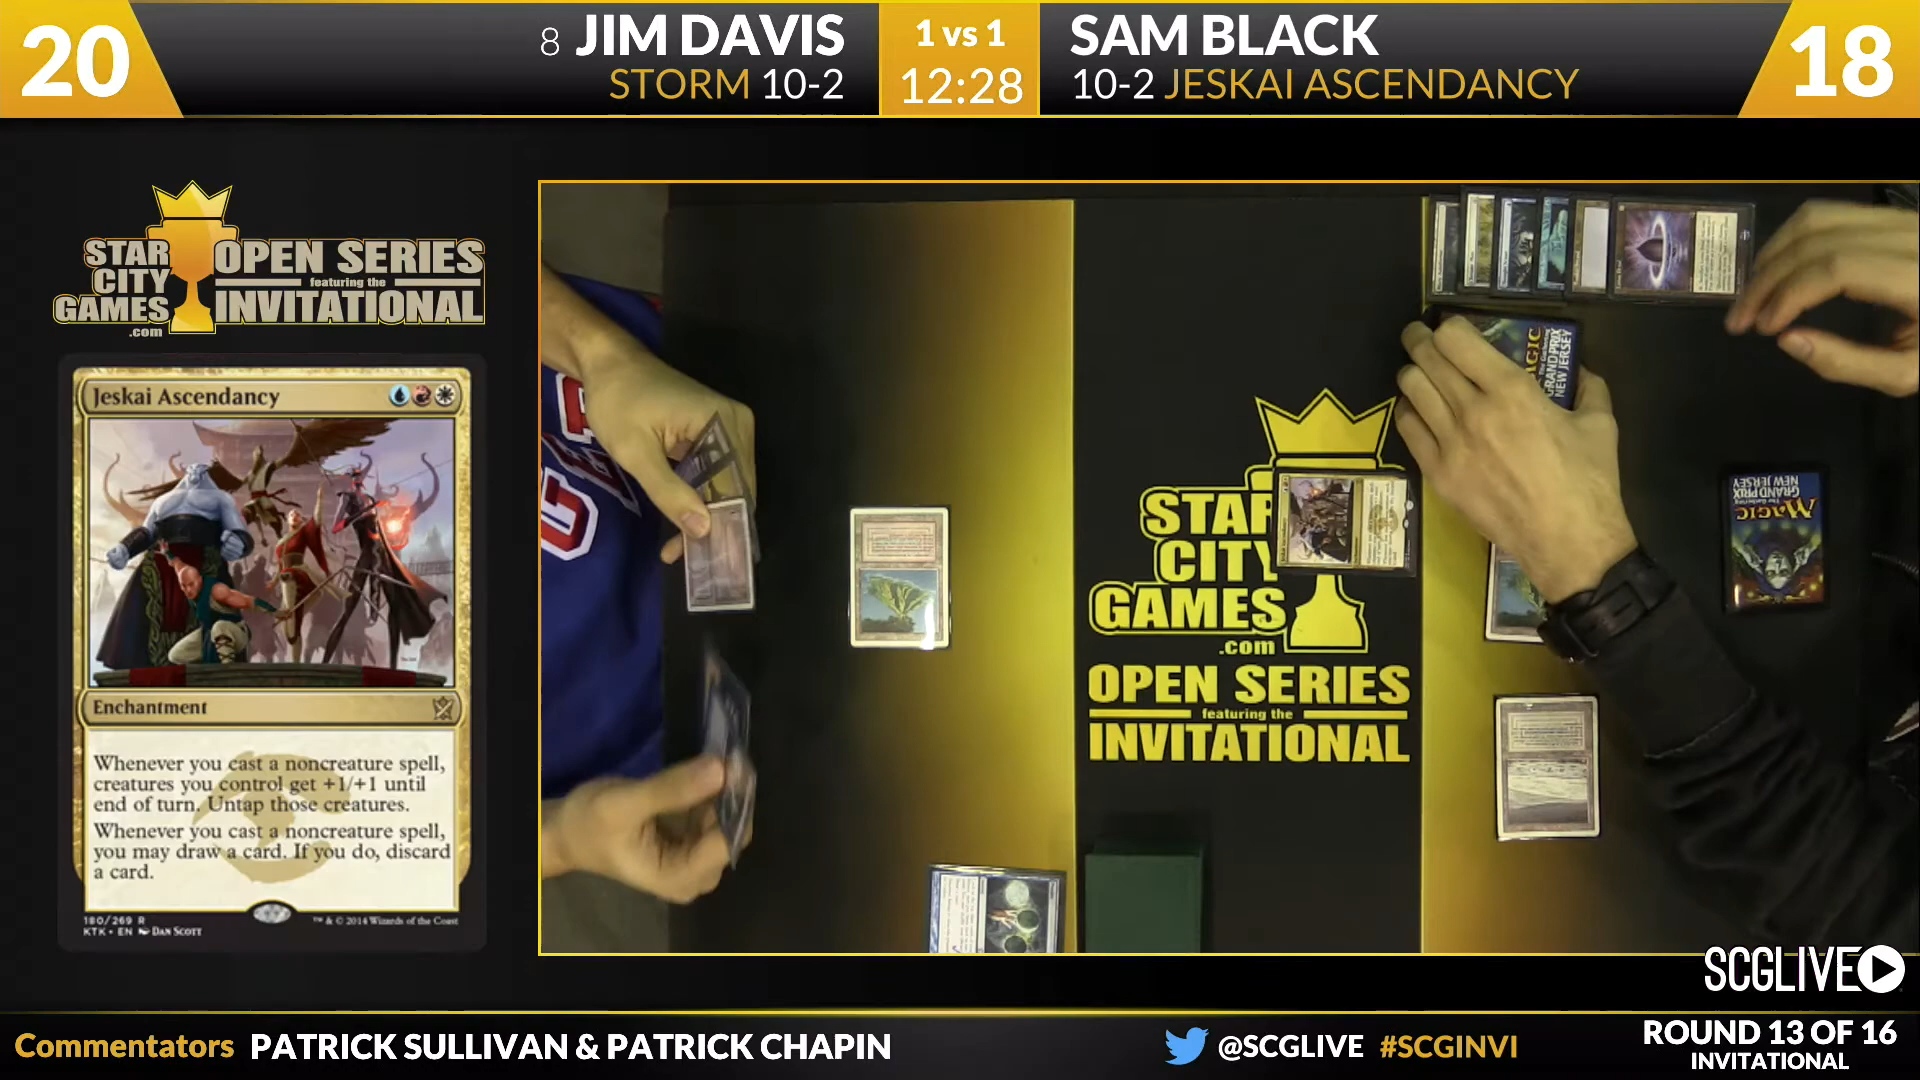 20
8 JIM DAVIS
STORM 10-2
1 vs 1
12:28
SAM BLACK
10-2 JESKAI ASCENDANCY
18
STAR CITY GAMES .com
OPEN SERIES
featuring the
INVITATIONAL
Jeskai Ascendancy
Enchantment
Whenever you cast a noncreature spell,
creatures you control get +1/+1 until
end of turn. Untap those creatures.
Whenever you cast a noncreature spell,
you may draw a card. If you do, discard
a card.
180/269 R
KTK • EN DAN SCOTT
™ & © 2014 Wizards of the Coast
STAR
CITY
GAMES
.com
OPEN SERIES
featuring the
INVITATIONAL
GRAND PRIX
NEW JERSEY
MAGIC
GRAND PRIX
NEW JERSEY
SCGLIVE
Commentators PATRICK SULLIVAN & PATRICK CHAPIN
@SCGLIVE #SCGINVI
ROUND 13 OF 16
INVITATIONAL